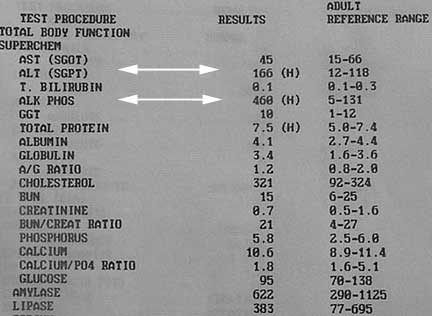 ADULT
TEST PROCEDURE RESULTS REFERENCE RANGE
TOTAL BODY FUNCTION
SUPERCHEM
AST (SGOT) 45 15-66
ALT (SGPT) 166 (H) 12-118
T. BILIRUBIN 0.1 0.1-0.3
ALK PHOS 460 (H) 5-131
GGT 10 1-12
TOTAL PROTEIN 7.5 (H) 5.0-7.4
ALBUMIN 4.1 2.7-4.4
GLOBULIN 3.4 1.6-3.6
A/G RATIO 1.2 0.8-2.0
CHOLESTEROL 321 92-324
BUN 15 6-25
CREATININE 0.7 0.5-1.6
BUN/CREAT RATIO 21 4-27
PHOSPHORUS 5.8 2.5-6.0
CALCIUM 10.6 8.9-11.4
CALCIUM/PO4 RATIO 1.8 1.6-5.1
GLUCOSE 95 70-138
AMYLASE 622 290-1125
LIPASE 383 77-695